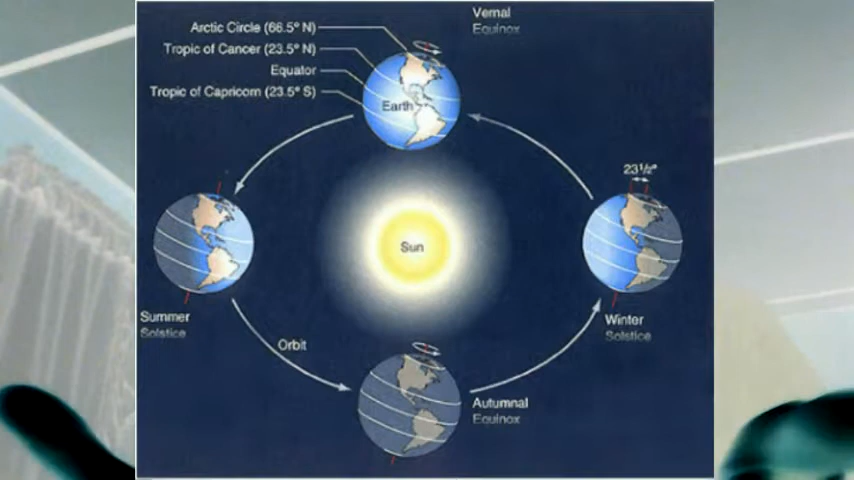 Vernal
Equinox
Arctic Circle (66.5° N)
Tropic of Cancer (23.5° N)
Equator
Tropic of Capricorn (23.5° S)
Earth
23½°
Sun
Summer
Solstice
Winter
Solstice
Orbit
Autumnal
Equinox